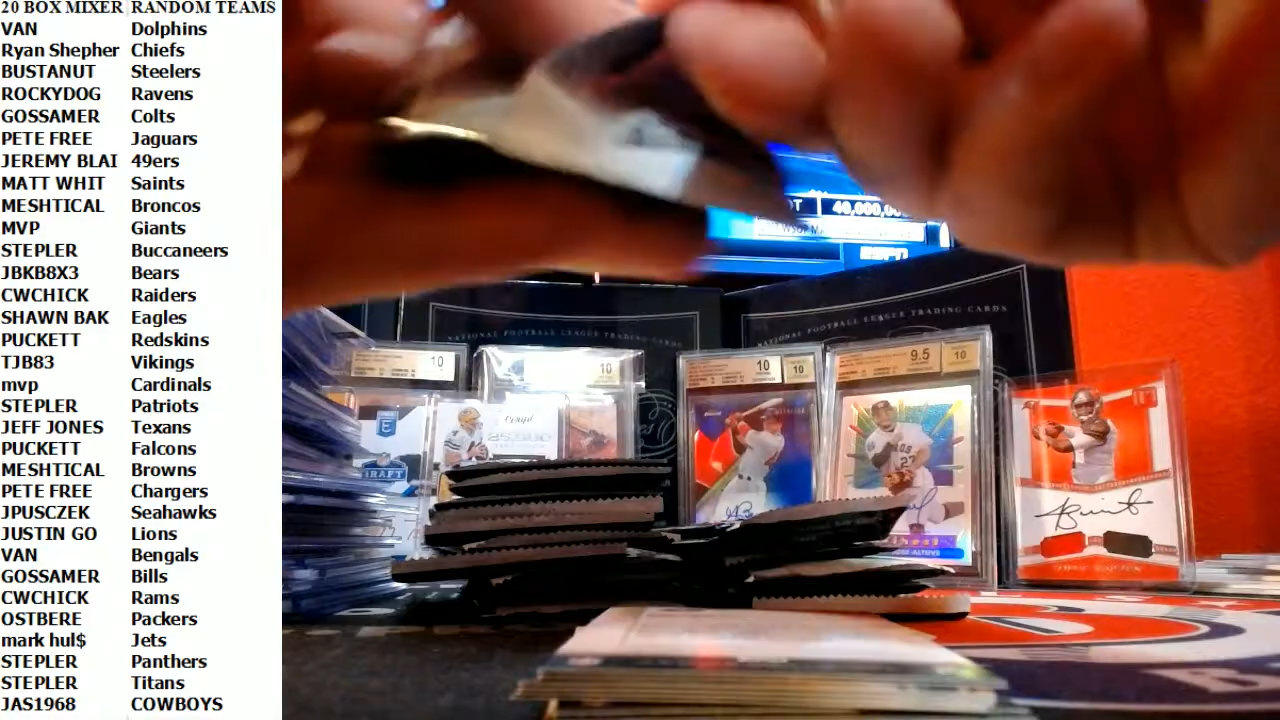 20 BOX MIXER RANDOM TEAMS
VAN Dolphins
Ryan Shepher Chiefs
BUSTANUT Steelers
ROCKYDOG Ravens
GOSSAMER Colts
PETE FREE Jaguars
JEREMY BLAI 49ers
MATT WHIT Saints
MESHTICAL Broncos
MVP Giants
STEPLER Buccaneers
JBKB8X3 Bears
CWCHICK Raiders
SHAWN BAK Eagles
PUCKETT Redskins
TJB83 Vikings
mvp Cardinals
STEPLER Patriots
JEFF JONES Texans
PUCKETT Falcons
MESHTICAL Browns
PETE FREE Chargers
JPUSCZEK Seahawks
JUSTIN GO Lions
VAN Bengals
GOSSAMER Bills
CWCHICK Rams
OSTBERE Packers
mark hul$ Jets
STEPLER Panthers
STEPLER Titans
JAS1968 COWBOYS
ESPN
NATIONAL FOOTBALL LEAGUE TRADING CARDS
NATIONAL FOOTBALL LEAGUE TRADING CARDS
10
10
10
10
9.5
10
E
DRAFT
27
JOSE ALTUVE